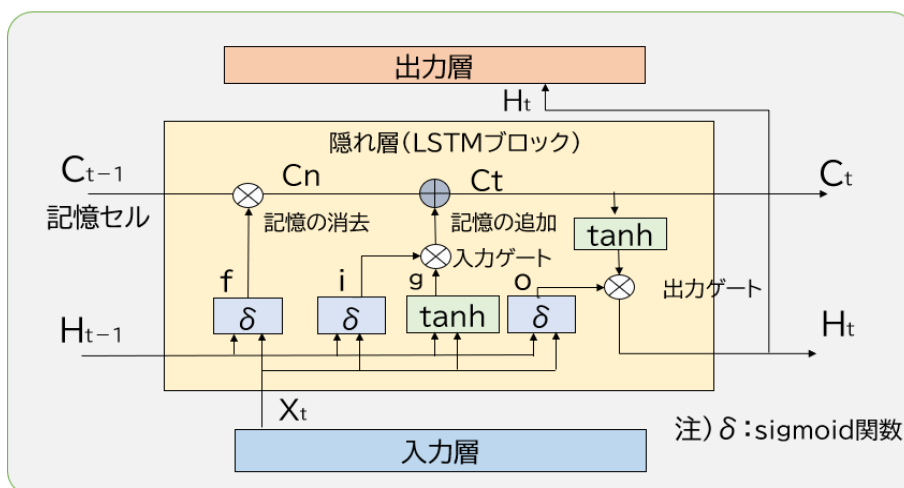 出力層
Ht
隠れ層(LSTMブロック)
Ct-1
Cn
Ct
Ct
記憶セル
記憶の消去
記憶の追加
tanh
入力ゲート
f
i
g
o
出力ゲート
δ
δ
tanh
δ
Ht-1
Ht
Xt
注)δ:sigmoid関数
入力層